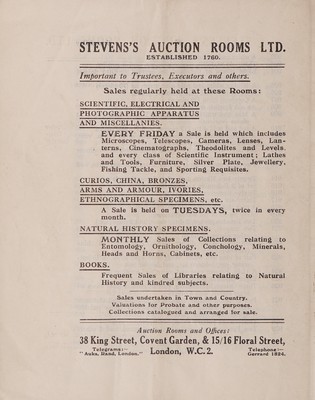 STEVENS'S AUCTION ROOMS LTD.
ESTABLISHED 1760.
Important to Trustees, Executors and others.
Sales regularly held at these Rooms:
SCIENTIFIC, ELECTRICAL AND
PHOTOGRAPHIC APPARATUS
AND MISCELLANIES.
EVERY FRIDAY a Sale is held which includes
Microscopes, Telescopes, Cameras, Lenses, Lan-
terns, Cinematographs, Theodolites and Levels,
and every class of Scientific Instrument; Lathes
and Tools, Furniture, Silver Plate, Jewellery,
Fishing Tackle, and Sporting Requisites.
CURIOS, CHINA, BRONZES,
ARMS AND ARMOUR, IVORIES,
ETHNOGRAPHICAL SPECIMENS, etc.
A Sale is held on TUESDAYS, twice in every
month.
NATURAL HISTORY SPECIMENS.
MONTHLY Sales of Collections relating to
Entomology, Ornithology, Conchology, Minerals,
Heads and Horns, Cabinets, etc.
BOOKS.
Frequent Sales of Libraries relating to Natural
History and kindred subjects.
Sales undertaken in Town and Country.
Valuations for Probate and other purposes.
Collections catalogued and arranged for sale.
Auction Rooms and Offices:
38 King Street, Covent Garden, & 15/16 Floral Street,
London, W.C.2.
Telegrams:—
"Auks, Rand, London."
Telephone:—
Gerrard 1824.